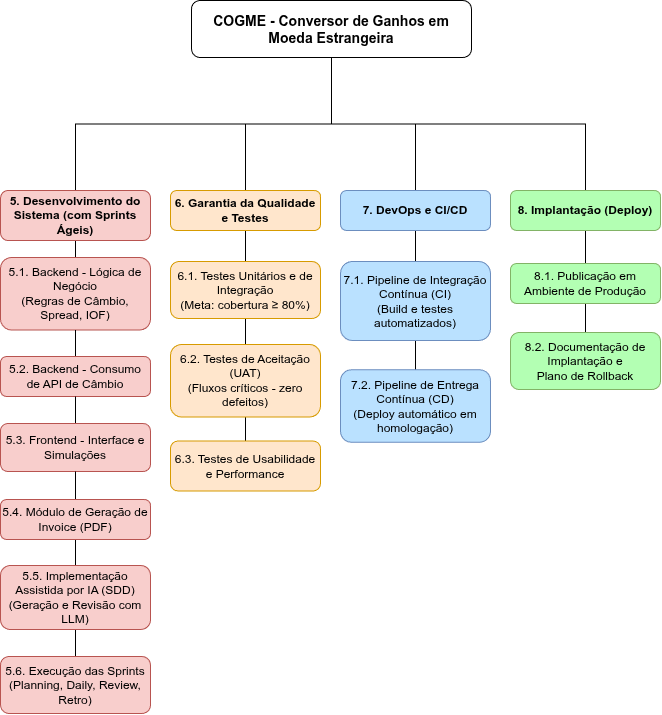 COGME - Conversor de Ganhos em
Moeda Estrangeira
5. Desenvolvimento do
Sistema (com Sprints
Ágeis)
5.1. Backend - Lógica de
Negócio
(Regras de Câmbio,
Spread, IOF)
5.2. Backend - Consumo
de API de Câmbio
5.3. Frontend - Interface e
Simulações
5.4. Módulo de Geração de
Invoice (PDF)
5.5. Implementação
Assistida por IA (SDD)
(Geração e Revisão com
LLM)
5.6. Execução das Sprints
(Planning, Daily, Review,
Retro)
6. Garantia da Qualidade
e Testes
6.1. Testes Unitários e de
Integração
(Meta: cobertura ≥ 80%)
6.2. Testes de Aceitação
(UAT)
(Fluxos críticos - zero
defeitos)
6.3. Testes de Usabilidade
e Performance
7. DevOps e CI/CD
7.1. Pipeline de Integração
Contínua (CI)
(Build e testes
automatizados)
7.2. Pipeline de Entrega
Contínua (CD)
(Deploy automático em
homologação)
8. Implantação (Deploy)
8.1. Publicação em
Ambiente de Produção
8.2. Documentação de
Implantação e
Plano de Rollback